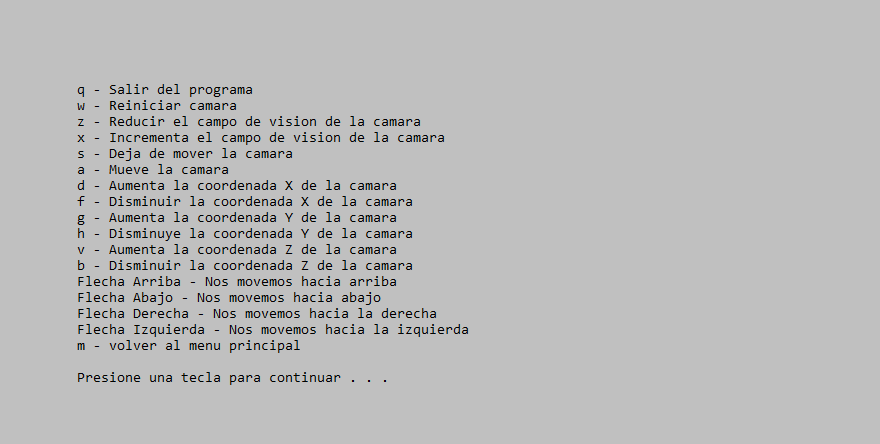 q - Salir del programa
w - Reiniciar camara
z - Reducir el campo de vision de la camara
x - Incrementa el campo de vision de la camara
s - Deja de mover la camara
a - Mueve la camara
d - Aumenta la coordenada X de la camara
f - Disminuir la coordenada X de la camara
g - Aumenta la coordenada Y de la camara
h - Disminuye la coordenada Y de la camara
v - Aumenta la coordenada Z de la camara
b - Disminuir la coordenada Z de la camara
Flecha Arriba - Nos movemos hacia arriba
Flecha Abajo - Nos movemos hacia abajo
Flecha Derecha - Nos movemos hacia la derecha
Flecha Izquierda - Nos movemos hacia la izquierda
m - volver al menu principal
Presione una tecla para continuar . . .